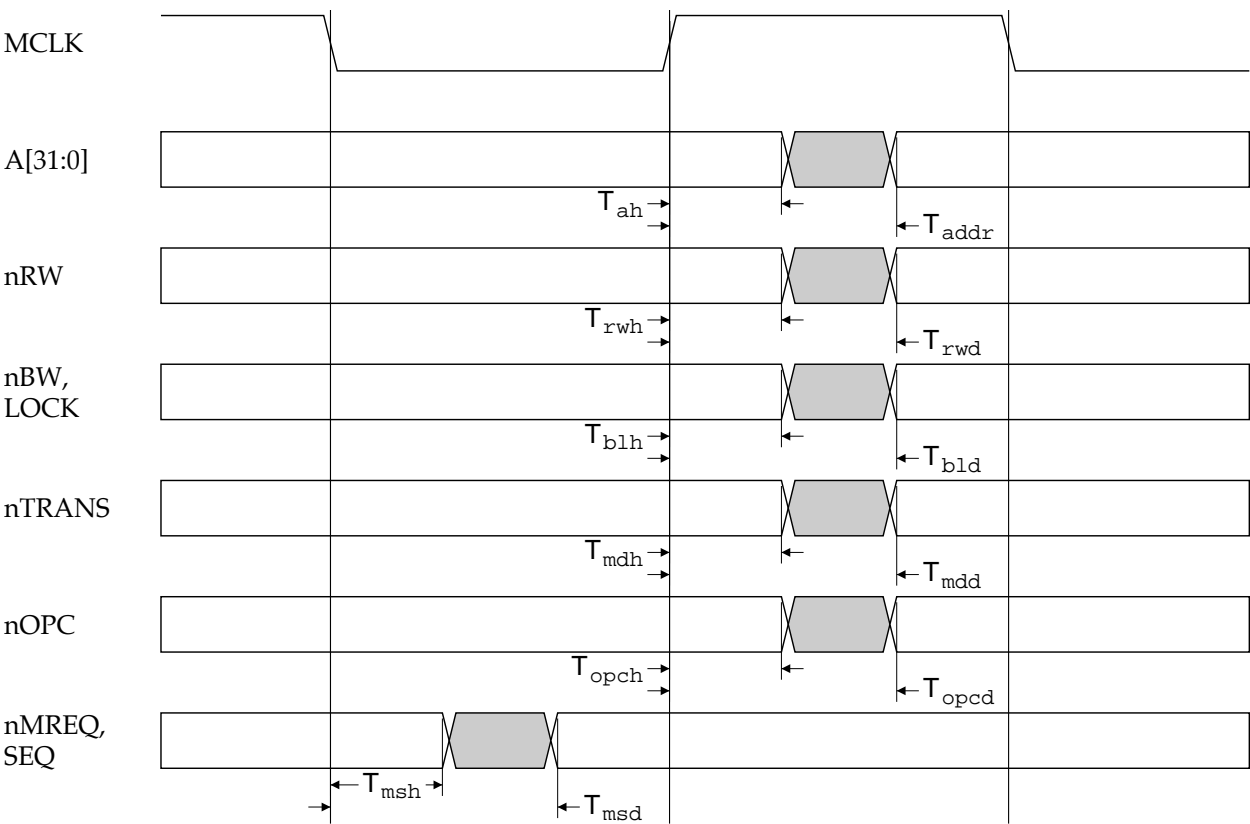 MCLK
A[31:0]
Tah
Taddr
nRW
Trwh
Trwd
nBW,
LOCK
Tblh
Tbld
nTRANS
Tmdh
Tmdd
nOPC
Topch
Topcd
nMREQ,
SEQ
Tmsh
Tmsd